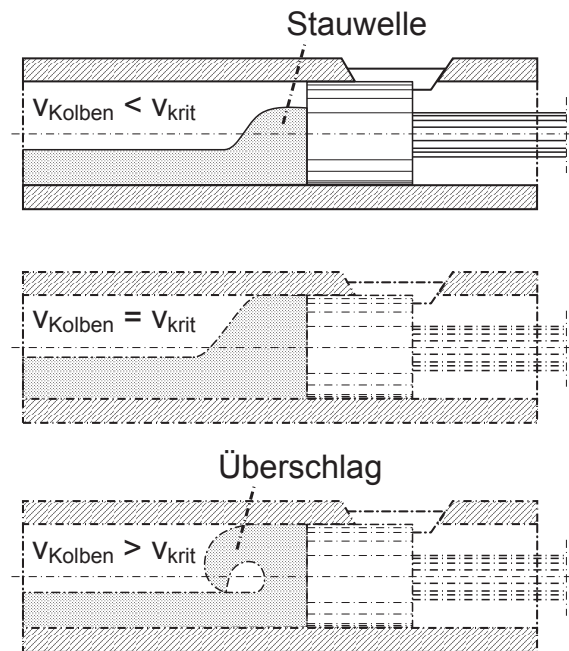 Stauwelle
vKolben < vkrit
vKolben = vkrit
Überschlag
vKolben > vkrit